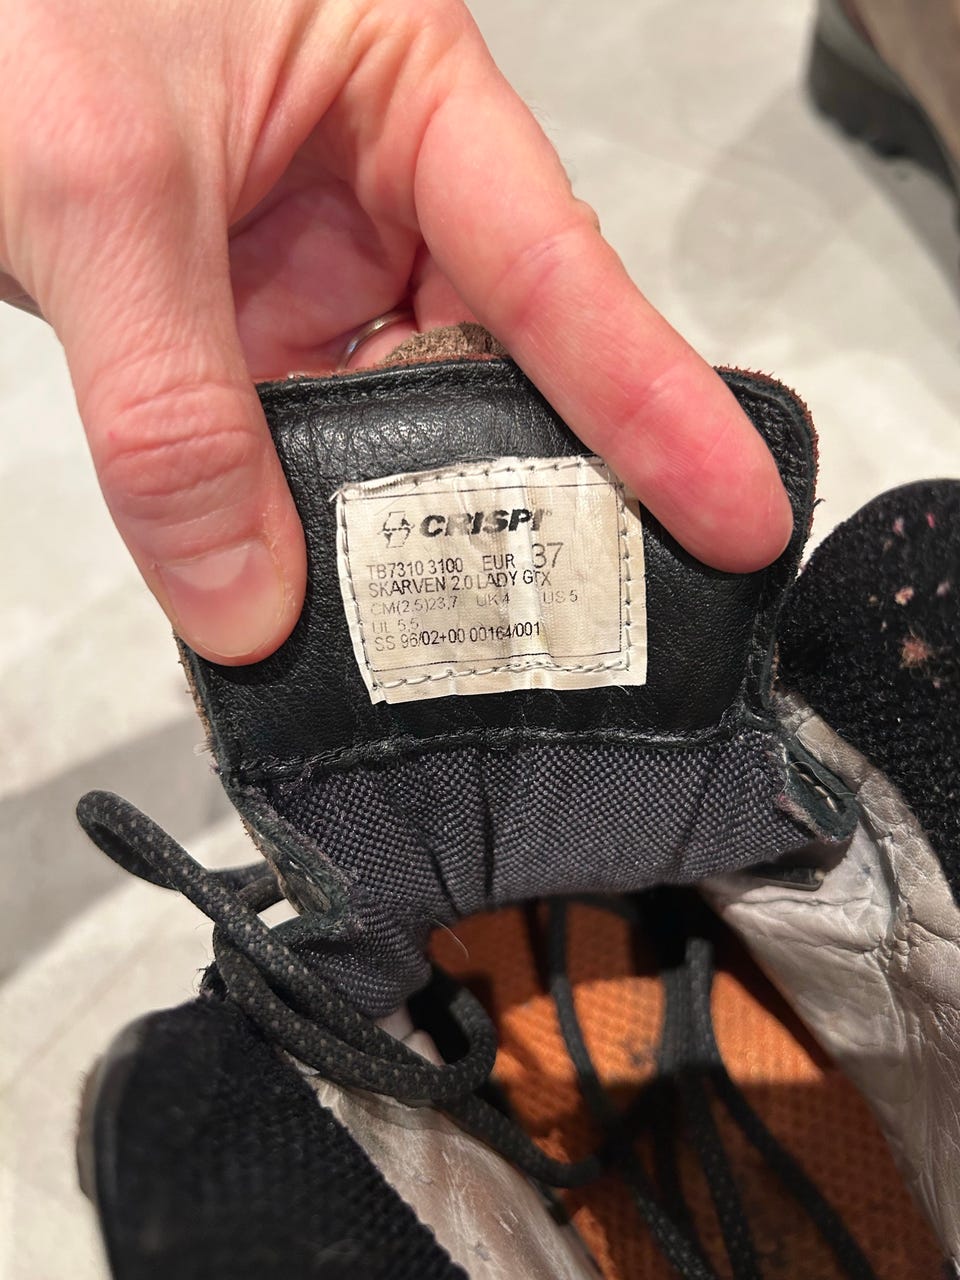 CRISPI
TB7310 3100 EUR 37
SKARVEN 2.0 LADY GTX
CM(2.5)23,7 UK 4 US 5
UL 5,5
SS 96/02+00 00164/001